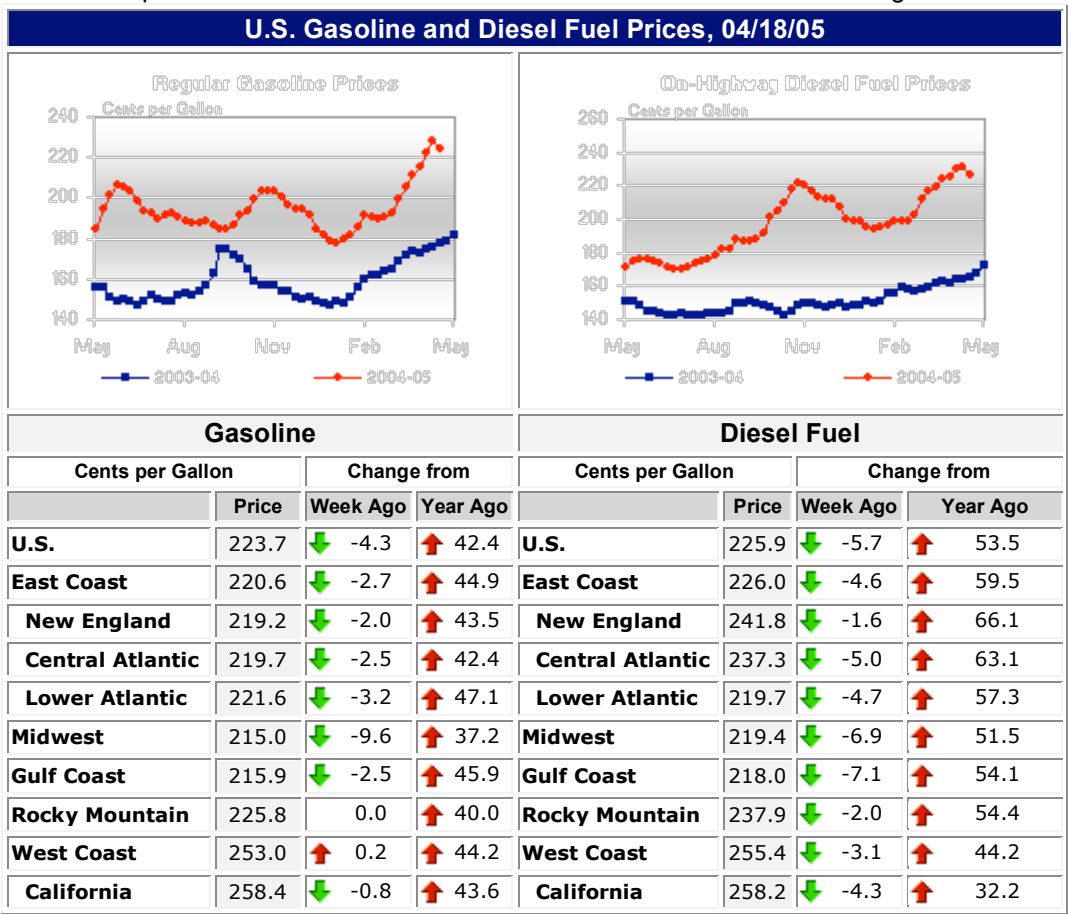 U.S. Gasoline and Diesel Fuel Prices, 04/18/05
Regular Gasoline Prices
Cents per Gallon
240
220
200
180
160
140
May Aug Nov Feb May
2003-04 2004-05
On-Highway Diesel Fuel Prices
Cents per Gallon
260
240
220
200
180
160
140
May Aug Nov Feb May
2003-04 2004-05
Gasoline Diesel Fuel
Cents per Gallon Change from Cents per Gallon Change from
Price Week Ago Year Ago Price Week Ago Year Ago
U.S. 223.7 -4.3 42.4 U.S. 225.9 -5.7 53.5
East Coast 220.6 -2.7 44.9 East Coast 226.0 -4.6 59.5
New England 219.2 -2.0 43.5 New England 241.8 -1.6 66.1
Central Atlantic 219.7 -2.5 42.4 Central Atlantic 237.3 -5.0 63.1
Lower Atlantic 221.6 -3.2 47.1 Lower Atlantic 219.7 -4.7 57.3
Midwest 215.0 -9.6 37.2 Midwest 219.4 -6.9 51.5
Gulf Coast 215.9 -2.5 45.9 Gulf Coast 218.0 -7.1 54.1
Rocky Mountain 225.8 0.0 40.0 Rocky Mountain 237.9 -2.0 54.4
West Coast 253.0 0.2 44.2 West Coast 255.4 -3.1 44.2
California 258.4 -0.8 43.6 California 258.2 -4.3 32.2